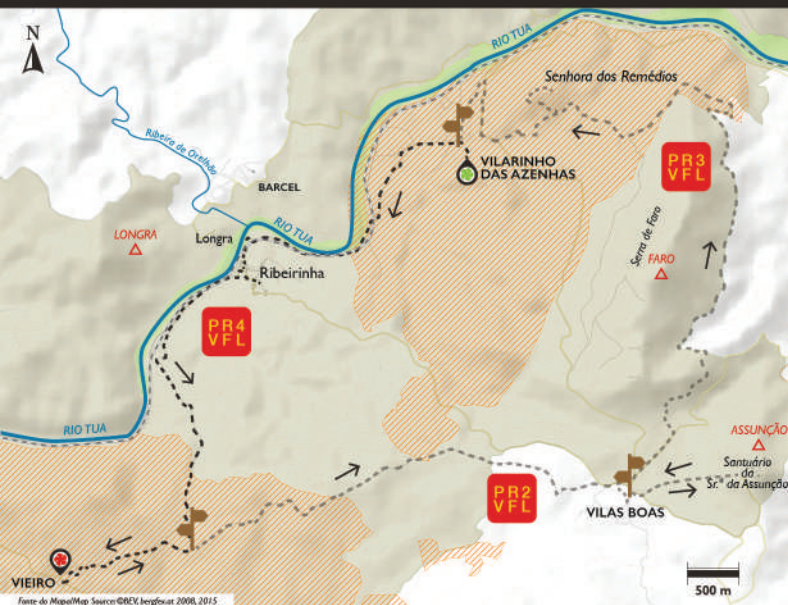 N
RIO TUA
Senhora dos Remédios
Ribeira de Orelhão
VILARINHO
DAS AZENHAS
PR3
VFL
BARCEL
LONGRA
Longra
RIO TUA
Serra de Faro
FARO
Ribeirinha
PR4
VFL
RIO TUA
ASSUNÇÃO
Santuário
da
Sr.ª da Assunção
PR2
VFL
VILAS BOAS
VIEIRO
500 m
Fonte do Mapa/Map Source: ©BEV, bergfex.at 2008, 2015